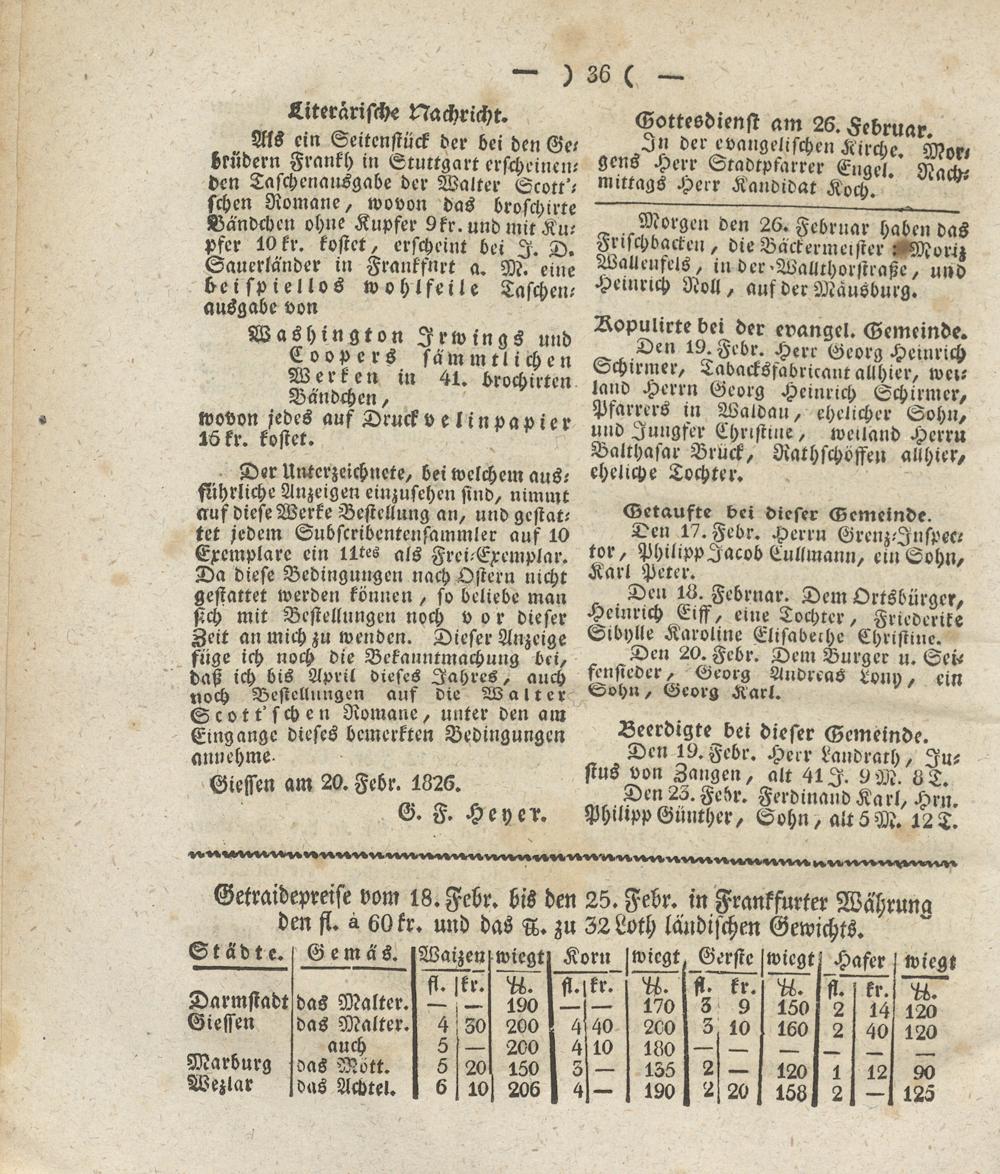 — ) 36 ( —
Literärische Nachricht.
Als ein Seitenstück der bei den Ge-
brüdern Frankh in Stuttgart erscheinen-
den Taschenausgabe der Walter Scott'-
schen Romane, wovon das broschirte
Bändchen ohne Kupfer 9 kr. und mit Ku-
pfer 10 kr. kostet, erscheint bei J. D.
Sauerländer in Frankfurt a. M. eine
beispiellos wohlfeile Taschen-
ausgabe von
Washington Irwings und
Coopers sämmtlichen
Werken in 41. brochirten
Bändchen,
wovon jedes auf Druckvelinpapier
15 kr. kostet.
Der Unterzeichnete, bei welchem aus-
führliche Anzeigen einzusehen sind, nimmt
auf diese Werke Bestellung an, und gestat-
tet jedem Subscribentensammler auf 10
Exemplare ein 11tes als Frei-Exemplar.
Da diese Bedingungen nach Ostern nicht
gestattet werden können, so beliebe man
sich mit Bestellungen noch vor dieser
Zeit an mich zu wenden. Dieser Anzeige
füge ich noch die Bekanntmachung bei,
daß ich bis April dieses Jahres, auch
noch Bestellungen auf die Walter
Scott'schen Romane, unter den am
Eingange dieses bemerkten Bedingungen
annehme.
Giessen am 20. Febr. 1826.
G. F. Heyer.
Gottesdienst am 26. Februar.
In der evangelischen Kirche. Mor-
gens Herr Stadtpfarrer Engel. Nach-
mittags Herr Kandidat Koch.
Morgen den 26. Februar haben das
Frischbacken, die Bäckermeister: Moriz
Wallenfels, in der Wallthorstraße, und
Heinrich Noll, auf der Mäusburg.
Kopulirte bei der evangel. Gemeinde.
Den 19. Febr. Herr Georg Heinrich
Schirmer, Tabacksfabricant allhier, wei-
land Herrn Georg Heinrich Schirmer,
Pfarrers in Waldau, ehelicher Sohn,
und Jungfer Christine, weiland Herrn
Balthasar Brück, Rathschöffen allhier,
eheliche Tochter.
Getaufte bei dieser Gemeinde.
Den 17. Febr. Herrn Grenz-Inspec-
tor, Philipp Jacob Cullmann, ein Sohn,
Karl Peter.
Den 18. Februar. Dem Ortsbürger,
Heinrich Eiff, eine Tochter, Friederike
Sibylle Karoline Elisabethe Christine.
Den 20. Febr. Dem Burger u. Sei-
fensieder, Georg Andreas Lony, ein
Sohn, Georg Karl.
Beerdigte bei dieser Gemeinde.
Den 19. Febr. Herr Landrath, Ju-
stus von Zangen, alt 41 J. 9 M. 8 T.
Den 23. Febr. Ferdinand Karl, Hrn.
Philipp Günther, Sohn, alt 5 M. 12 T.
Getraidepreise vom 18. Febr. bis den 25. Febr. in Frankfurter Währung
den fl. à 60 kr. und das ℔. zu 32 Loth ländischen Gewichts.
Städte. Gemäs. Waizen wiegt Korn wiegt Gerste wiegt Hafer wiegt
fl. kr. ℔. fl. kr. ℔. fl. kr. ℔. fl. kr. ℔.
Darmstadt das Malter. — — 190 — — 170 3 9 150 2 14 120
Giessen das Malter. 4 30 200 4 40 200 3 10 160 2 40 120
auch 5 — 200 4 10 180 — — — — — —
Marburg das Mött. 5 20 150 3 — 135 2 — 120 1 12 90
Wezlar das Achtel. 6 10 206 4 — 190 2 20 158 2 — 125